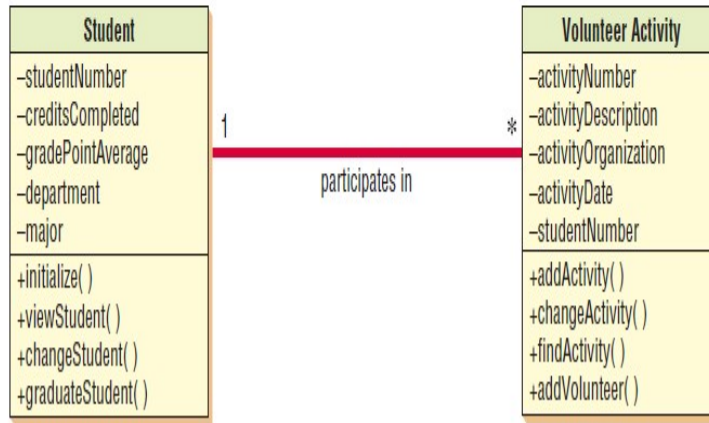 Student
–studentNumber
–creditsCompleted
–gradePointAverage
–department
–major
+initialize( )
+viewStudent( )
+changeStudent( )
+graduateStudent( )
1
*
participates in
Volunteer Activity
–activityNumber
–activityDescription
–activityOrganization
–activityDate
–studentNumber
+addActivity( )
+changeActivity( )
+findActivity( )
+addVolunteer( )